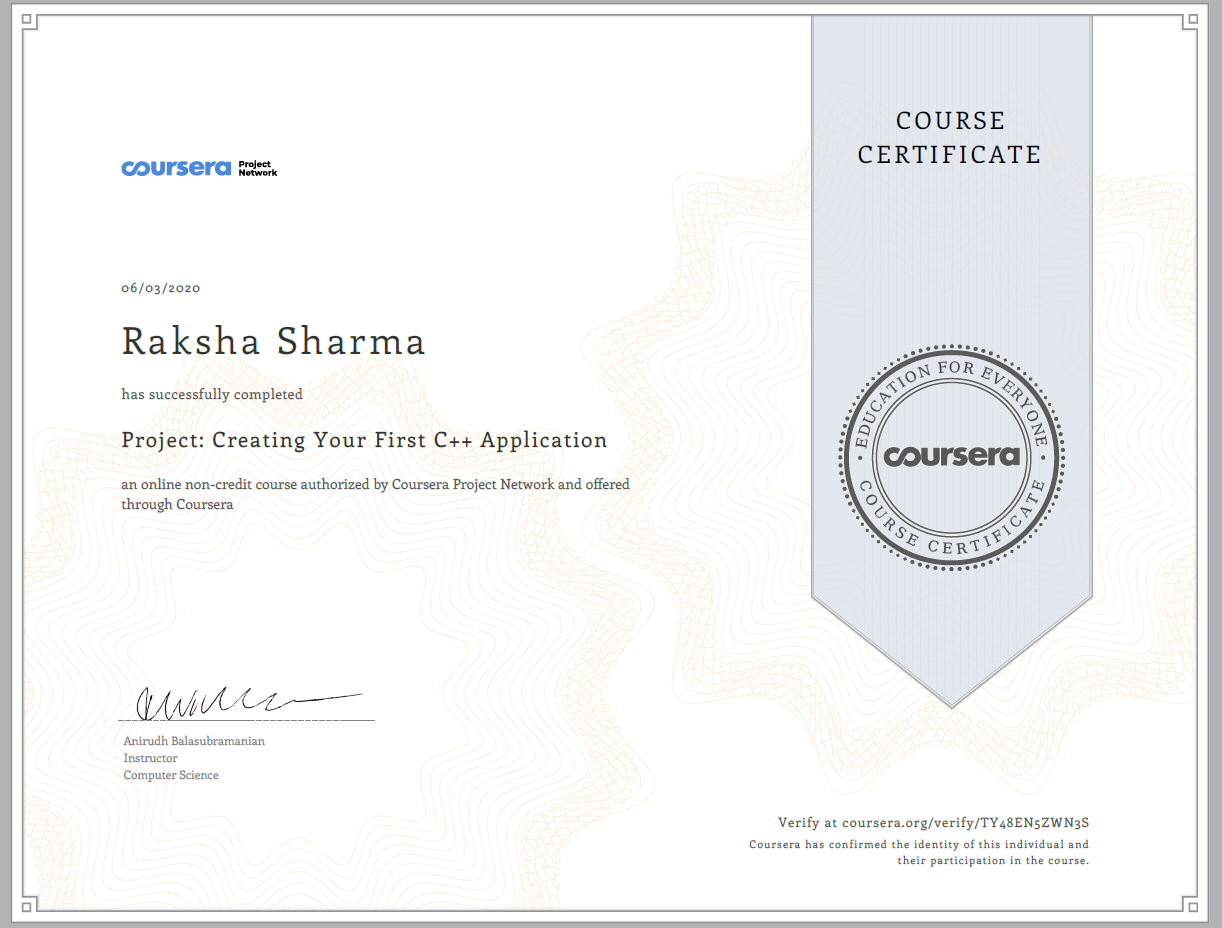 COURSE
CERTIFICATE
coursera Project
Network
06/03/2020
Raksha Sharma
has successfully completed
Project: Creating Your First C++ Application
an online non-credit course authorized by Coursera Project Network and offered
through Coursera
EDUCATION FOR EVERYONE
coursera
COURSE CERTIFICATE
Anirudh Balasubramanian
Instructor
Computer Science
Verify at coursera.org/verify/TY48EN5ZWN3S
Coursera has confirmed the identity of this individual and
their participation in the course.